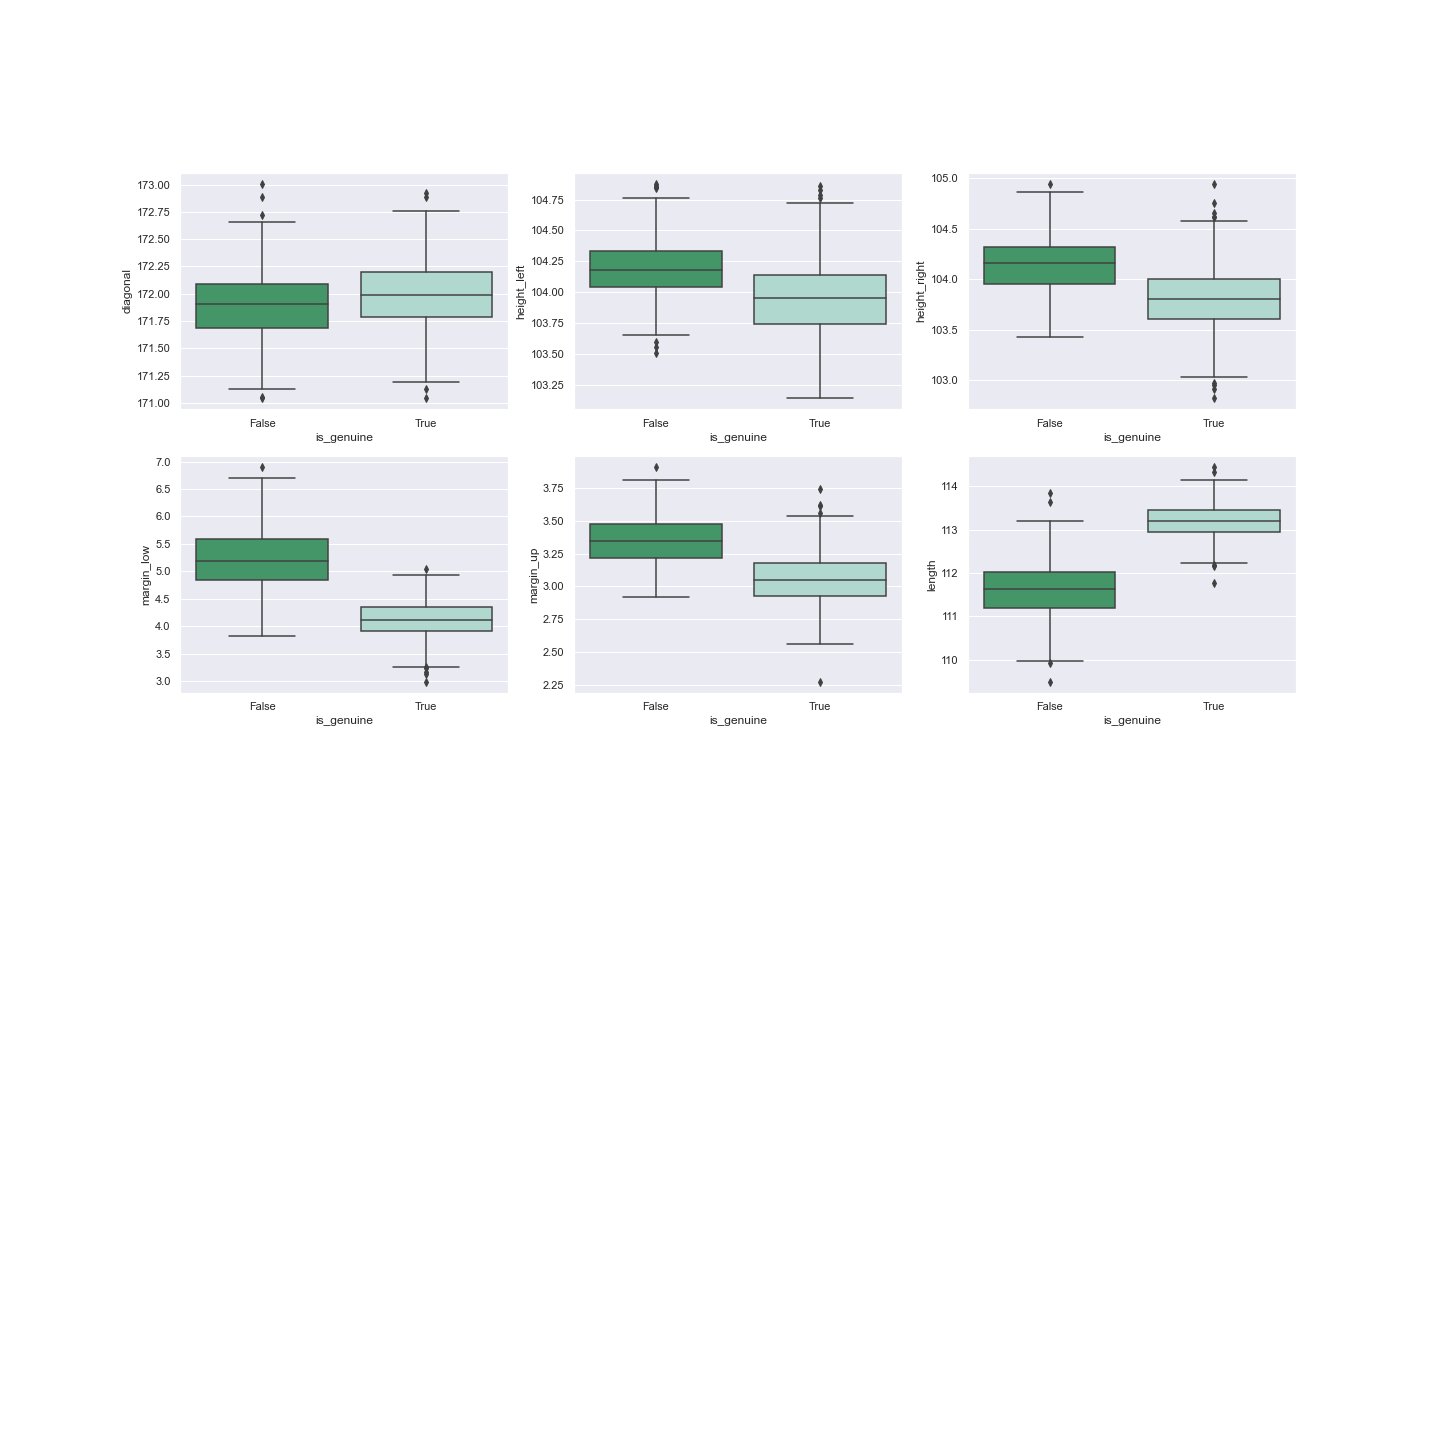 diagonal
173.00
172.75
172.50
172.25
172.00
171.75
171.50
171.25
171.00
False True
is_genuine
height_left
104.75
104.50
104.25
104.00
103.75
103.50
103.25
False True
is_genuine
height_right
105.0
104.5
104.0
103.5
103.0
False True
is_genuine
margin_low
7.0
6.5
6.0
5.5
5.0
4.5
4.0
3.5
3.0
False True
is_genuine
margin_up
3.75
3.50
3.25
3.00
2.75
2.50
2.25
False True
is_genuine
length
114
113
112
111
110
False True
is_genuine